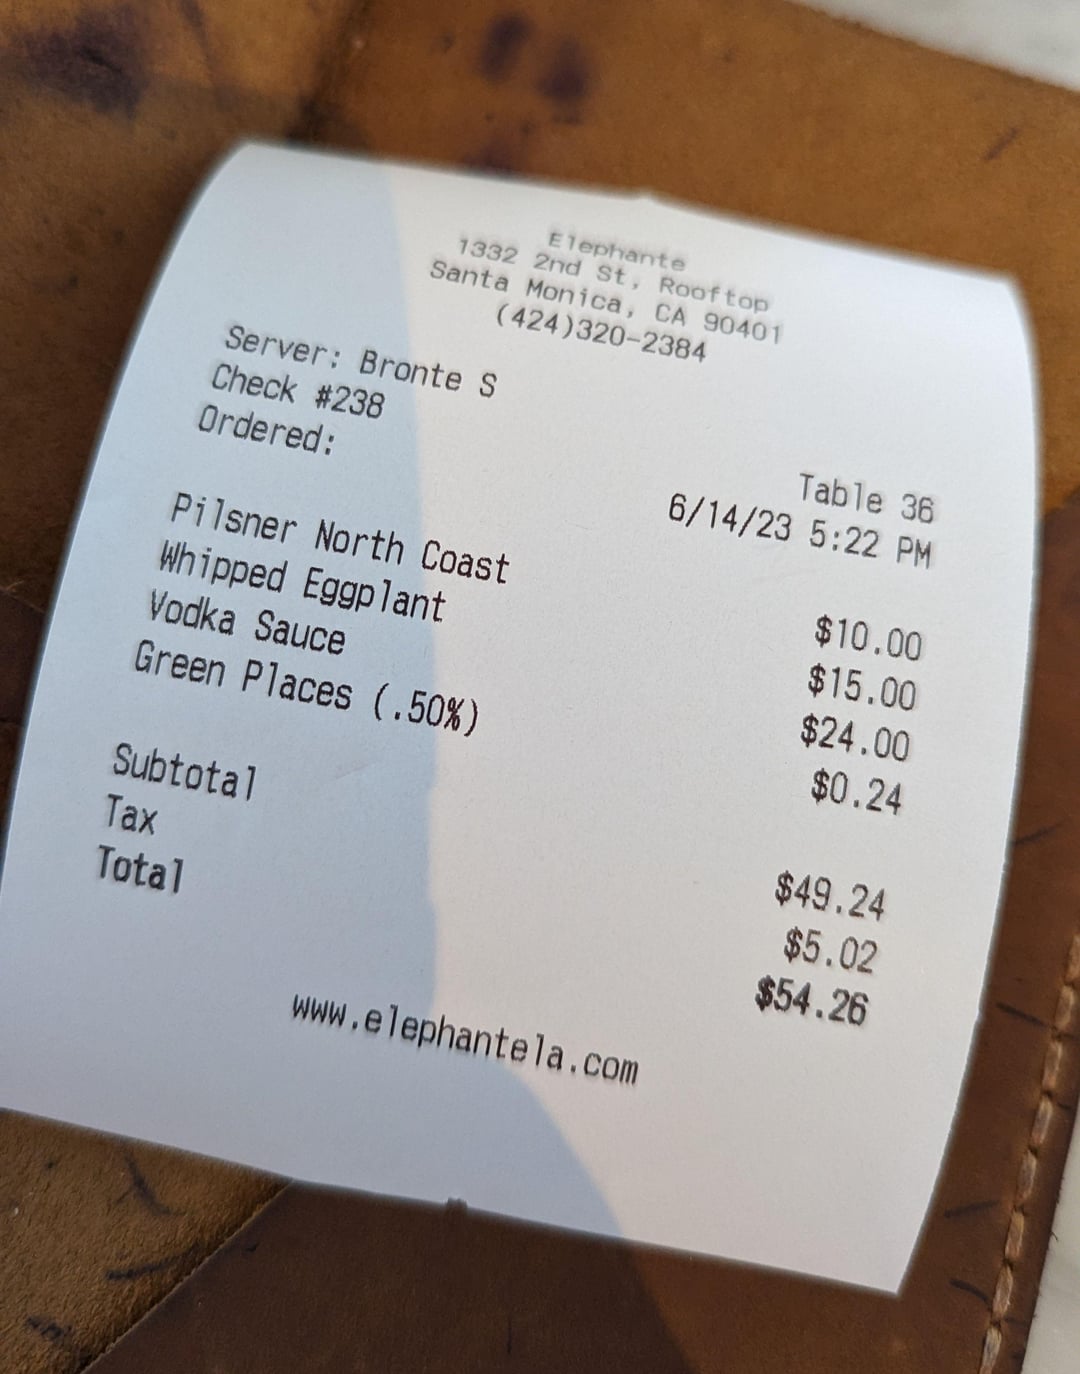 Elephante
1332 2nd St, Rooftop
Santa Monica, CA 90401
(424)320-2384
Server: Bronte S
Check #238 Table 36
Ordered: 6/14/23 5:22 PM
Pilsner North Coast $10.00
Whipped Eggplant $15.00
Vodka Sauce $24.00
Green Places (.50%) $0.24
Subtotal $49.24
Tax $5.02
Total $54.26
www.elephantela.com